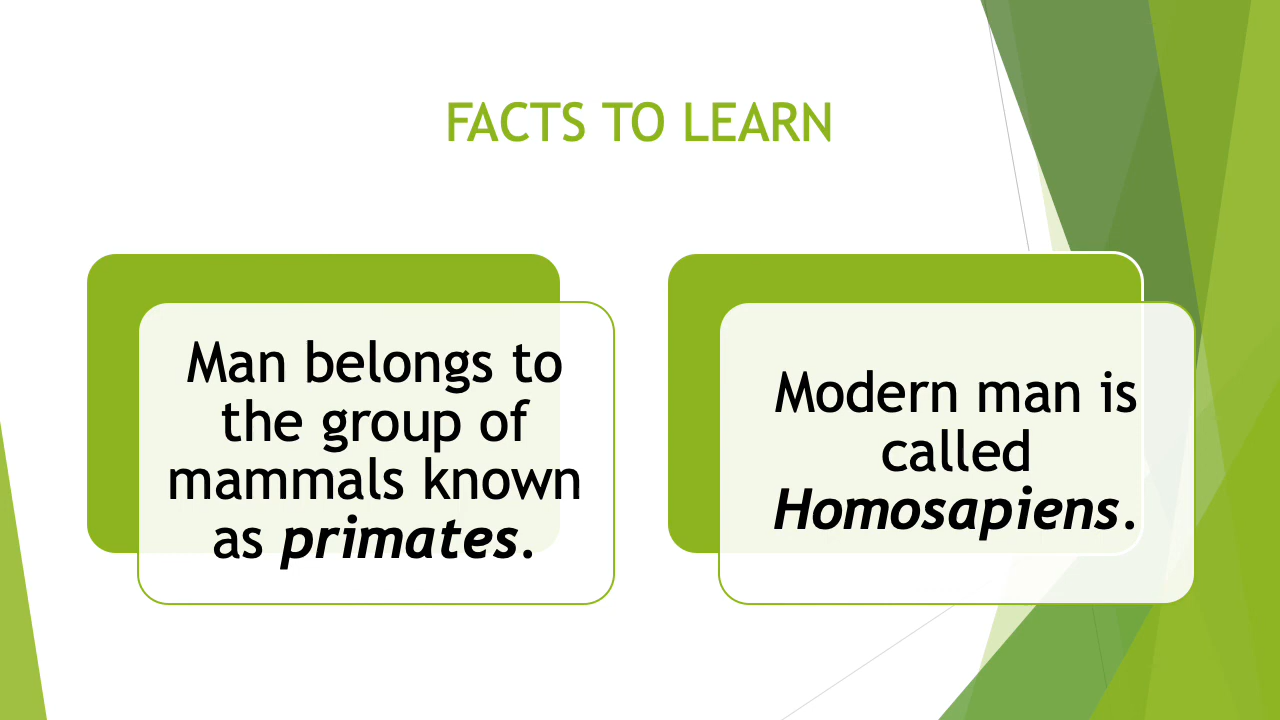 FACTS TO LEARN
Man belongs to
the group of
mammals known
as primates.
Modern man is
called
Homosapiens.